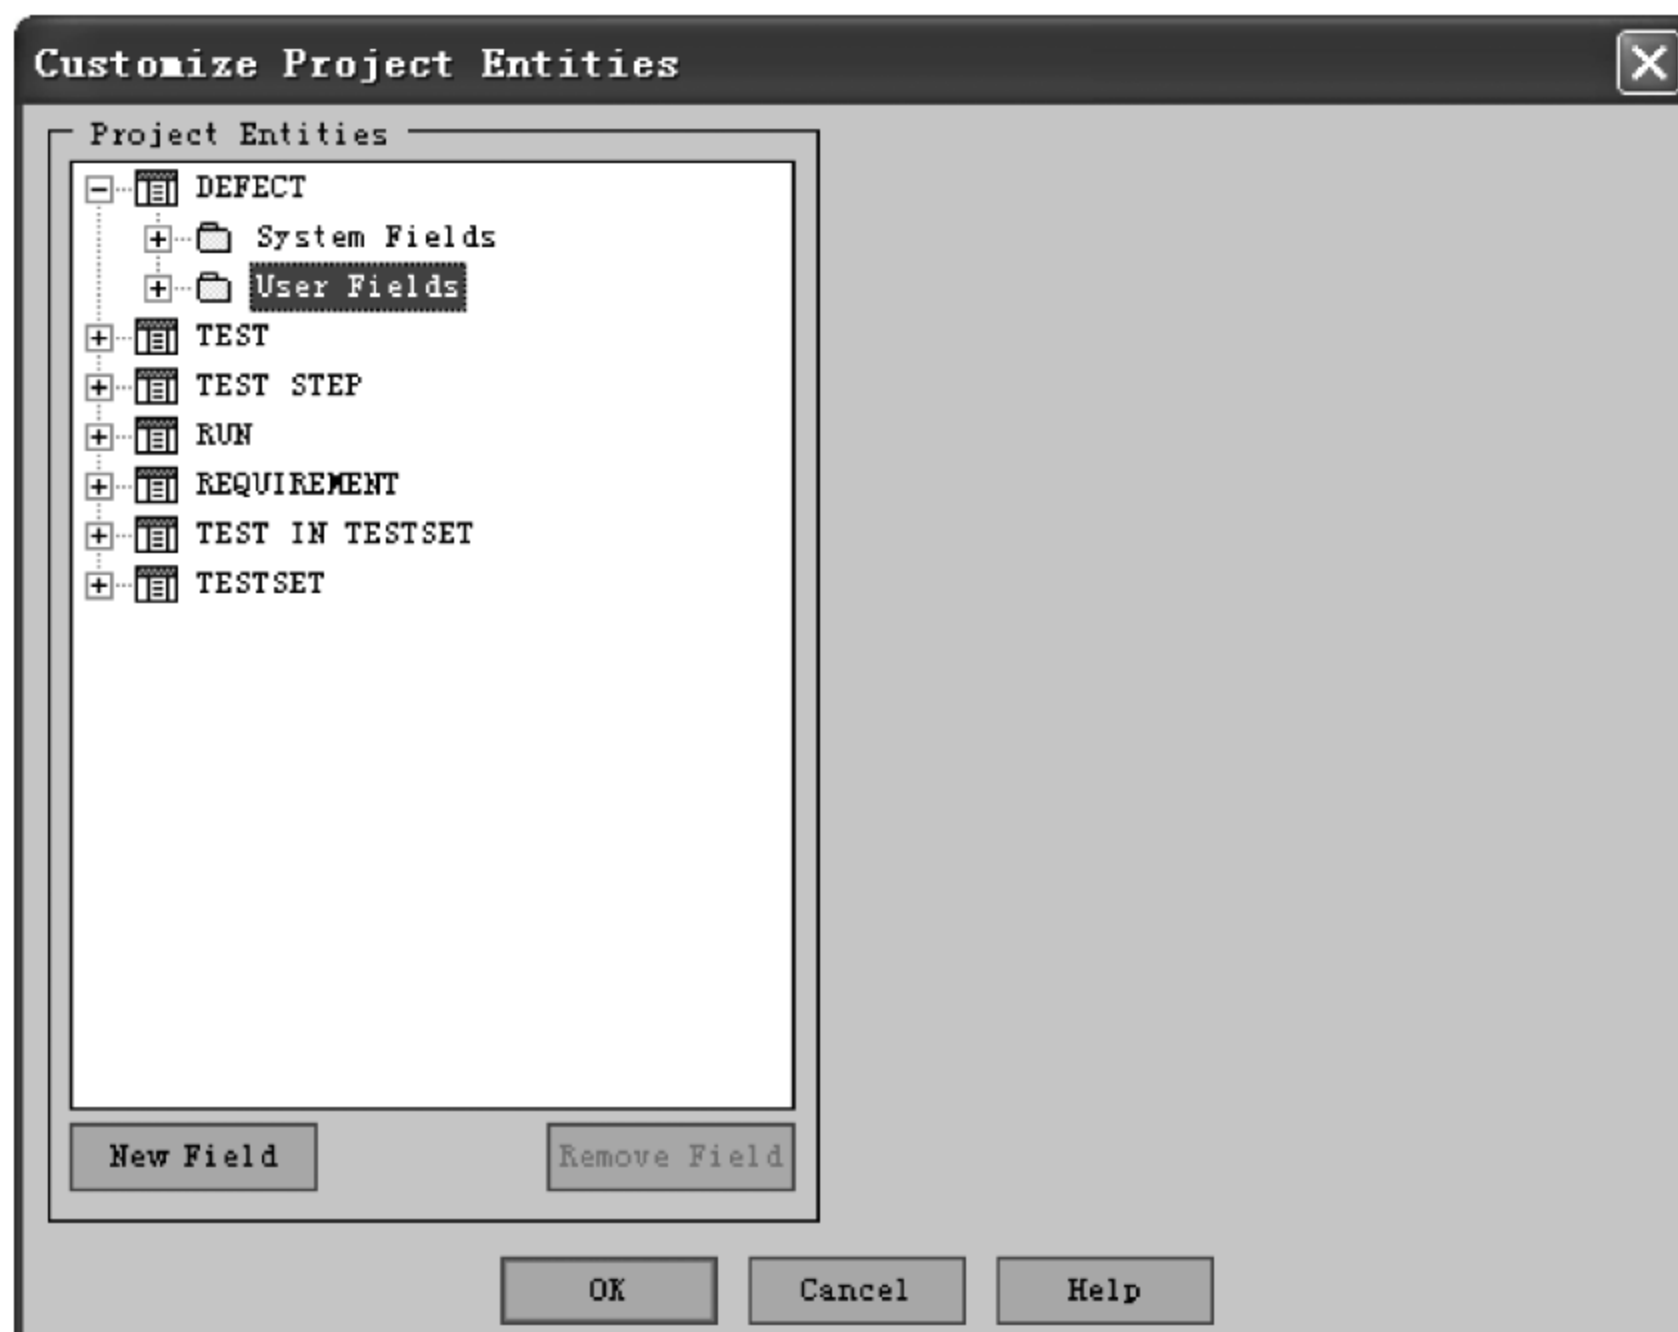 Customize Project Entities
Project Entities
DEFECT
System Fields
User Fields
TEST
TEST STEP
RUN
REQUIREMENT
TEST IN TESTSET
TESTSET
New Field
Remove Field
OK
Cancel
Help